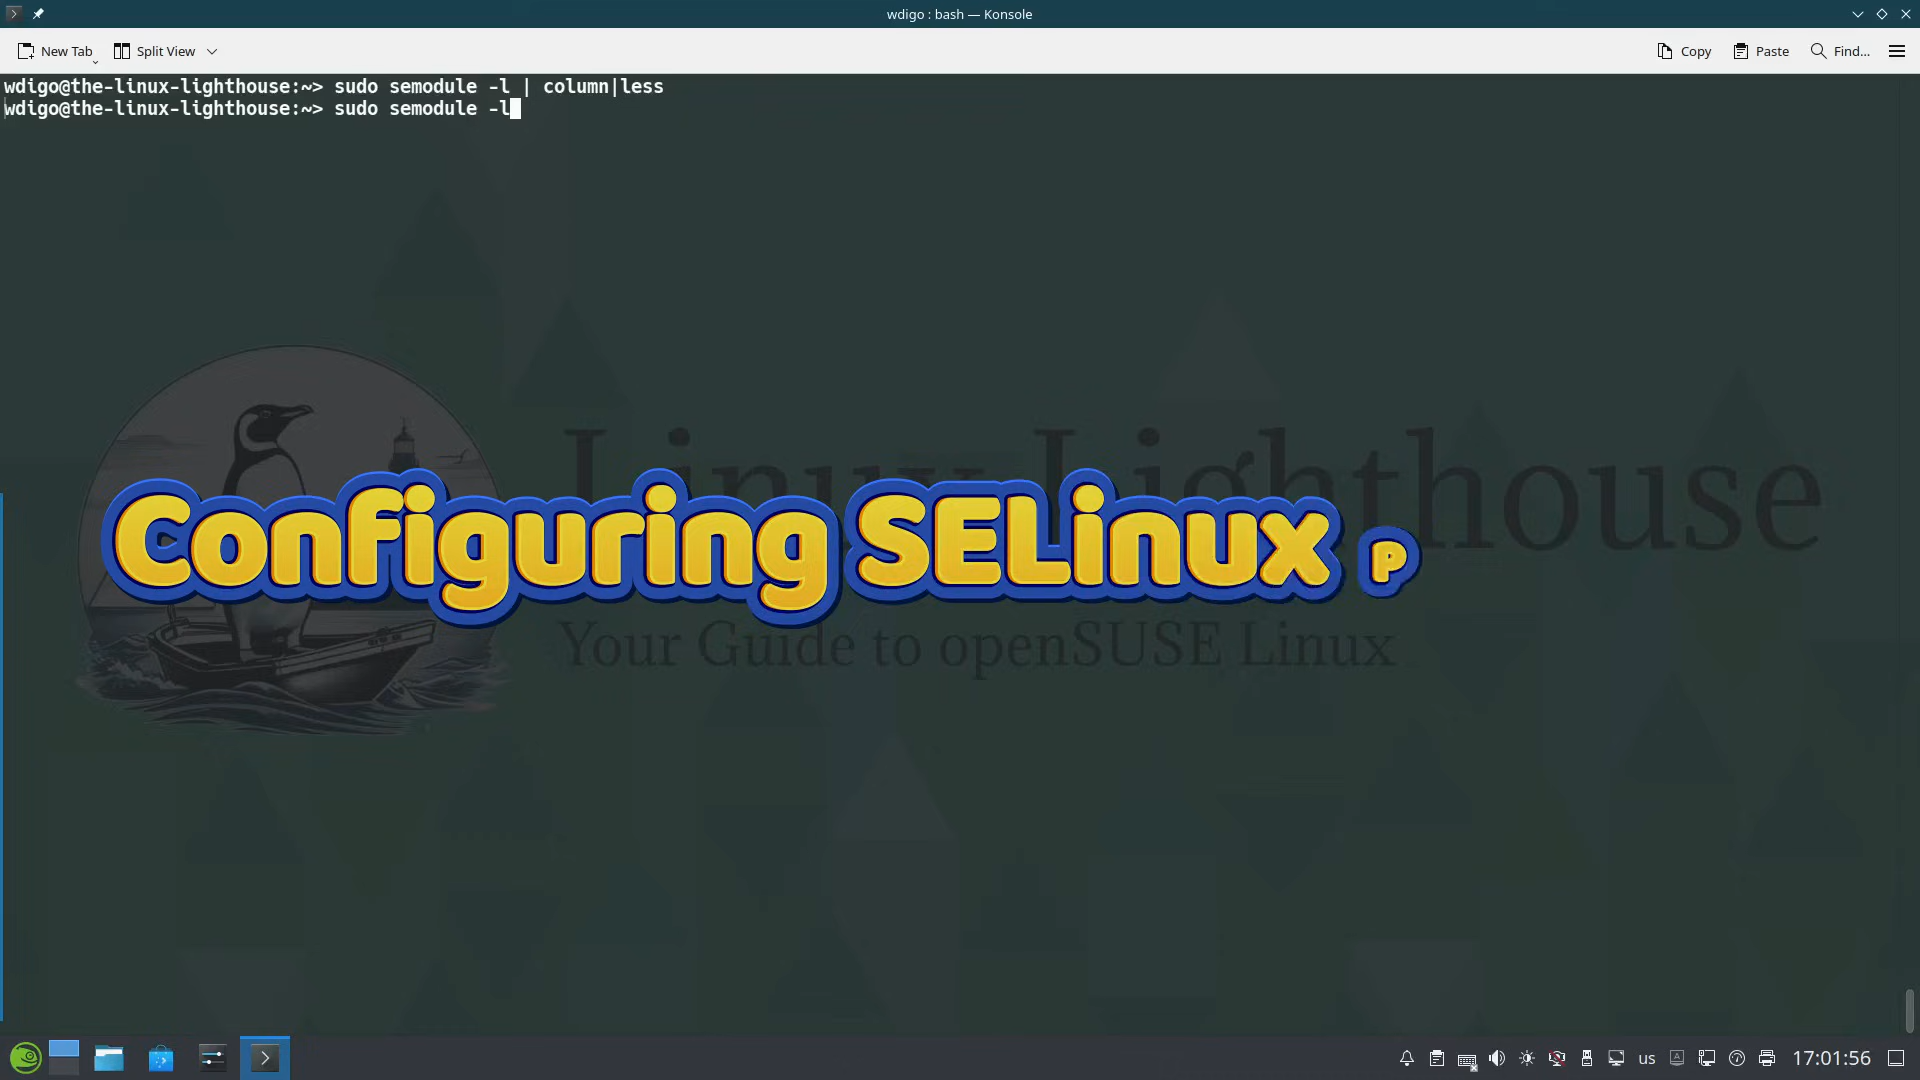 wdigo : bash — Konsole
New Tab
Split View
Copy
Paste
Find...
wdigo@the-linux-lighthouse:~> sudo semodule -l | column|less
wdigo@the-linux-lighthouse:~> sudo semodule -l
Linux Lighthouse
Configuring SELinux P
Your Guide to openSUSE Linux
us
A
17:01:56